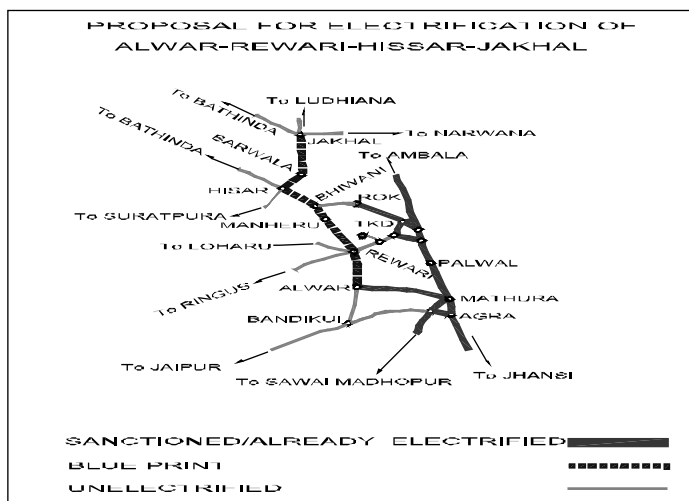 PROPOSAL FOR ELECTRIFICATION OF
ALWAR-REWARI-HISSAR-JAKHAL
To BATHINDA
To LUDHIANA
To BATHINDA
BARWALA
JAKHAL
To NARWANA
To AMBALA
HISAR
BHIWANI
ROK
To SURATPURA
MANHERU
TKD
To LOHARU
REWARI
PALWAL
To RINGUS
ALWAR
MATHURA
BANDIKUI
AGRA
To JAIPUR
To SAWAI MADHOPUR
To JHANSI
SANCTIONED/ALREADY ELECTRIFIED
BLUE PRINT
UNELECTRIFIED